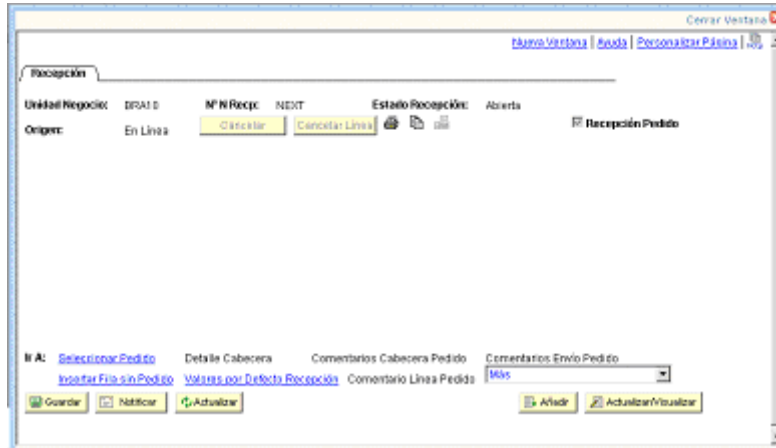 Cerrar Ventana
Nueva Ventana | Ayuda | Personalizar Página |
Recepción
Unidad Negocio: BRA10 Nº N Recp: NEXT Estado Recepción: Abierta
Origen: En Línea Cancelar Cancelar Línea Recepción Pedido
Ir A: Seleccionar Pedido Detalle Cabecera Comentarios Cabecera Pedido Comentarios Envío Pedido
Insertar Fila sin Pedido Valores por Defecto Recepción Comentario Línea Pedido Más
Guardar Notificar Actualizar Añadir Actualizar/Visualizar